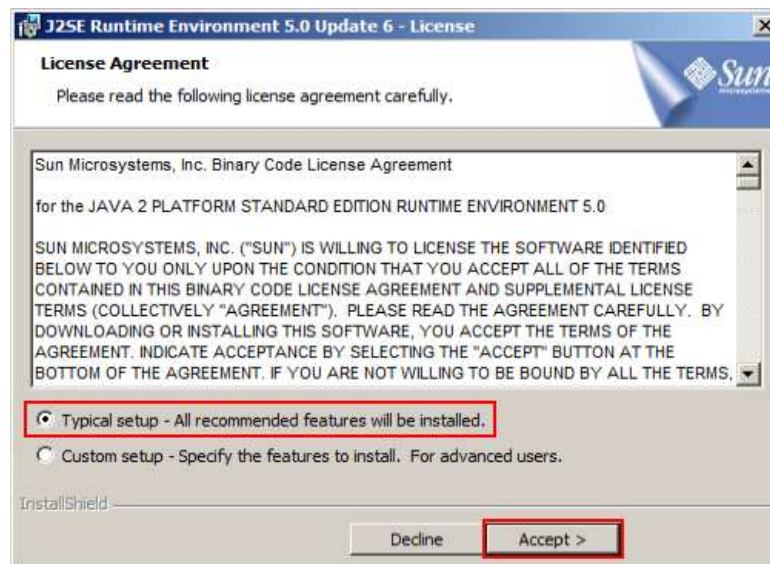 J2SE Runtime Environment 5.0 Update 6 - License
License Agreement
Please read the following license agreement carefully.
Sun
microsystems
Sun Microsystems, Inc. Binary Code License Agreement
for the JAVA 2 PLATFORM STANDARD EDITION RUNTIME ENVIRONMENT 5.0
SUN MICROSYSTEMS, INC. ("SUN") IS WILLING TO LICENSE THE SOFTWARE IDENTIFIED
BELOW TO YOU ONLY UPON THE CONDITION THAT YOU ACCEPT ALL OF THE TERMS
CONTAINED IN THIS BINARY CODE LICENSE AGREEMENT AND SUPPLEMENTAL LICENSE
TERMS (COLLECTIVELY "AGREEMENT"). PLEASE READ THE AGREEMENT CAREFULLY. BY
DOWNLOADING OR INSTALLING THIS SOFTWARE, YOU ACCEPT THE TERMS OF THE
AGREEMENT. INDICATE ACCEPTANCE BY SELECTING THE "ACCEPT" BUTTON AT THE
BOTTOM OF THE AGREEMENT. IF YOU ARE NOT WILLING TO BE BOUND BY ALL THE TERMS,
Typical setup - All recommended features will be installed.
Custom setup - Specify the features to install. For advanced users.
InstallShield
Decline
Accept >